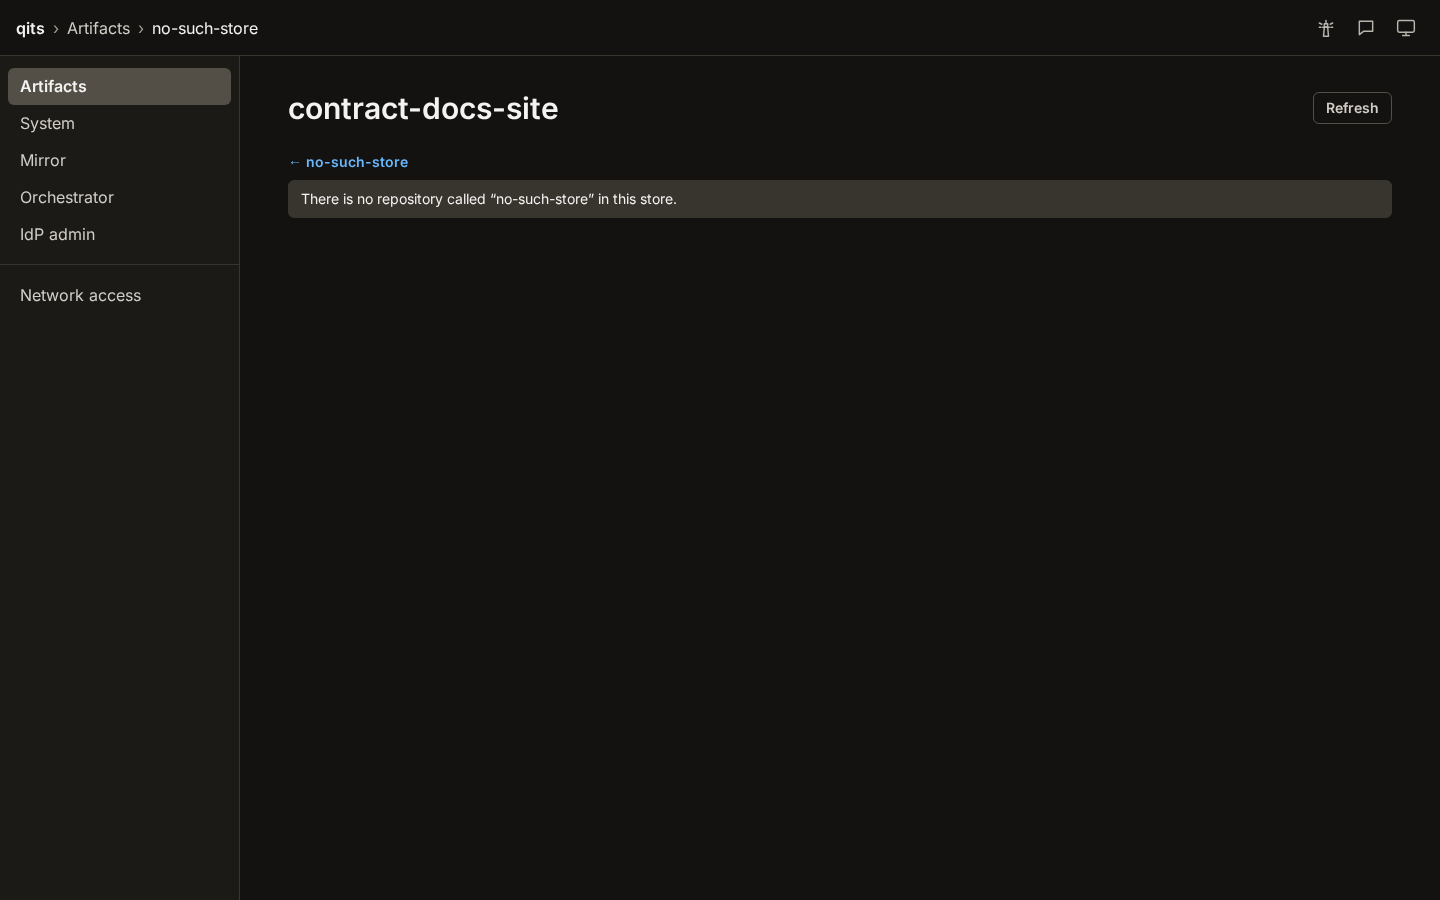 qits › Artifacts › no-such-store
Artifacts
System
Mirror
Orchestrator
IdP admin
Network access
contract-docs-site
Refresh
← no-such-store
There is no repository called “no-such-store” in this store.